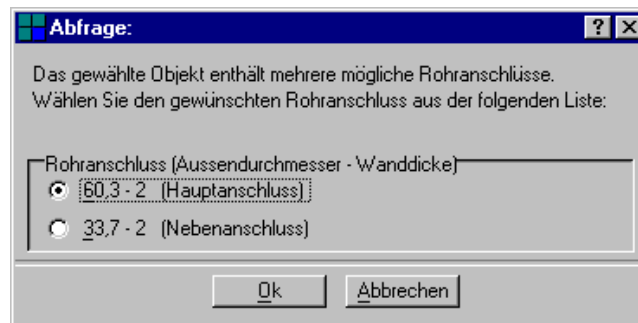 Abfrage:
Das gewählte Objekt enthält mehrere mögliche Rohranschlüsse.
Wählen Sie den gewünschten Rohranschluss aus der folgenden Liste:
Rohranschluss (Aussendurchmesser - Wanddicke)
60,3 - 2 (Hauptanschluss)
33,7 - 2 (Nebenanschluss)
Ok Abbrechen